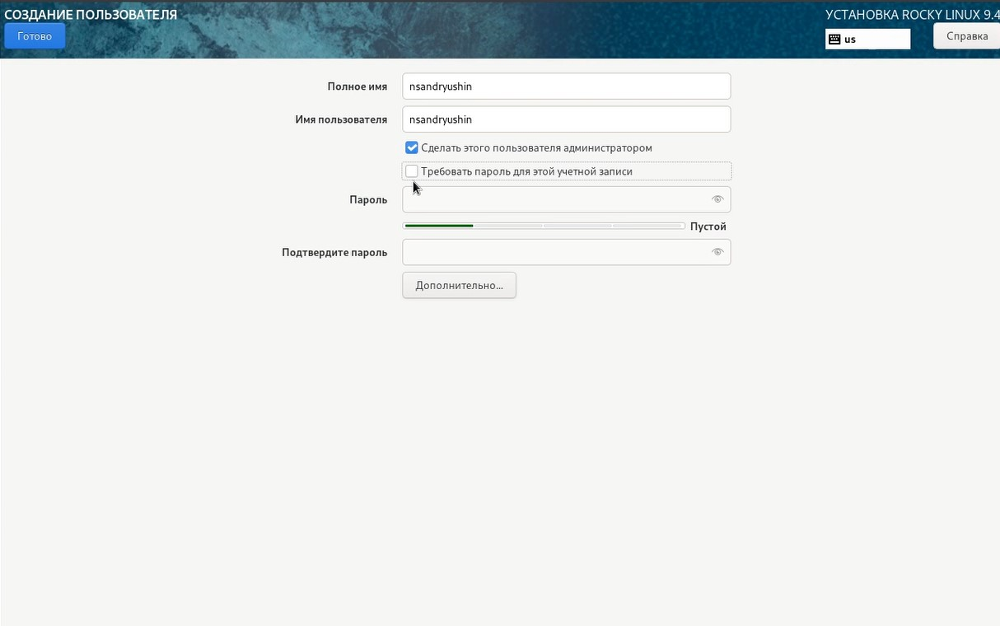 СОЗДАНИЕ ПОЛЬЗОВАТЕЛЯ
УСТАНОВКА ROCKY LINUX 9.4
Готово
us
Справка
Полное имя
nsandryushin
Имя пользователя
nsandryushin
Сделать этого пользователя администратором
Требовать пароль для этой учетной записи
Пароль
Пустой
Подтвердите пароль
Дополнительно...